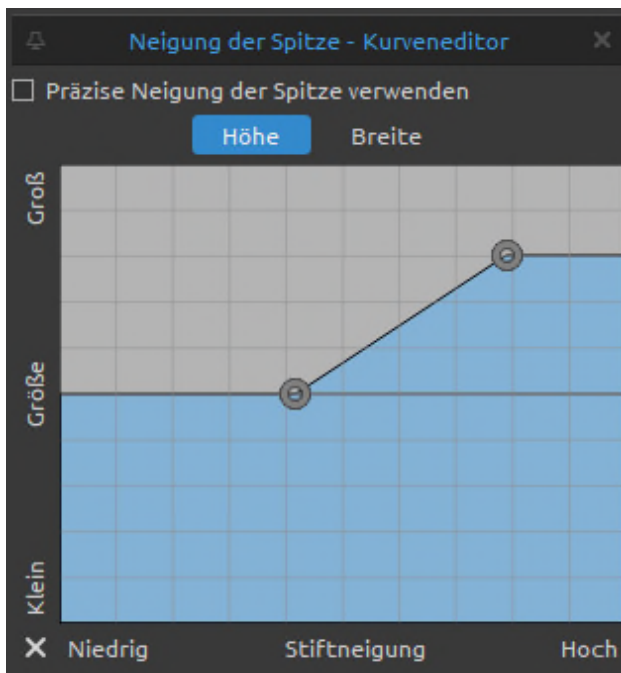 Neigung der Spitze - Kurveneditor
Präzise Neigung der Spitze verwenden
Höhe Breite
Groß
Größe
Klein
Niedrig Stiftneigung Hoch